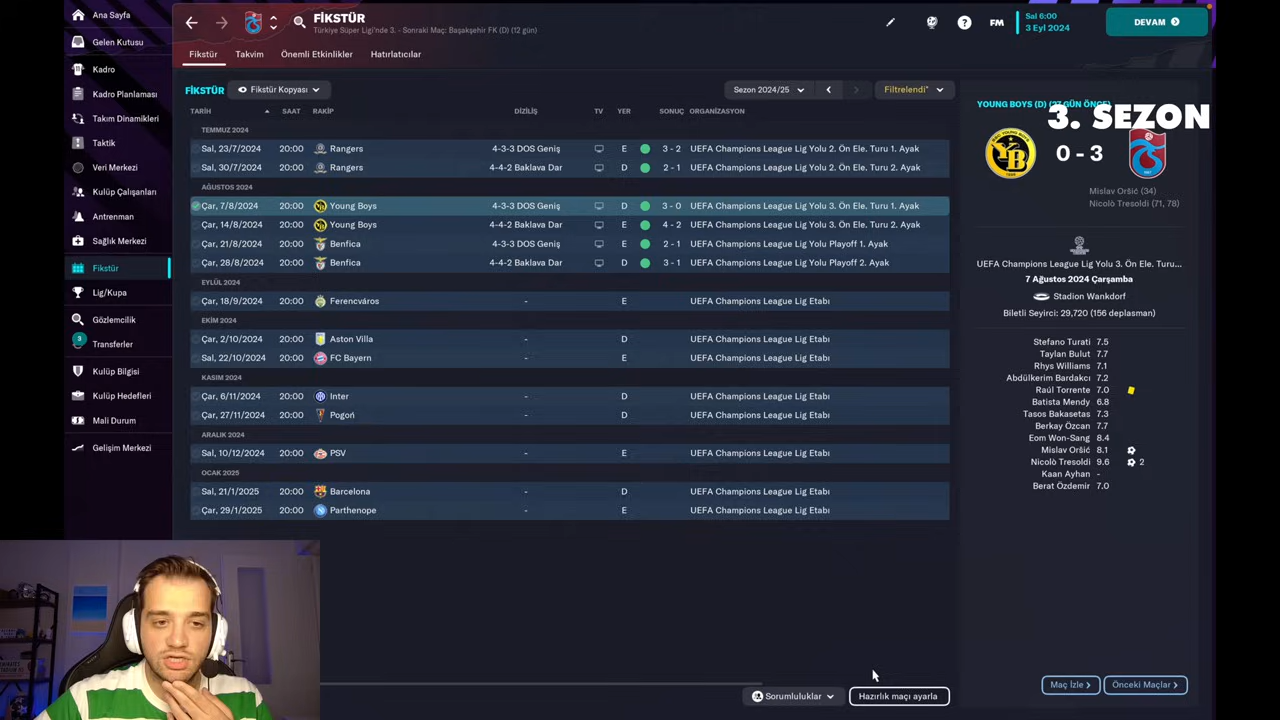 Ana Sayfa
Gelen Kutusu
Kadro
Kadro Planlaması
Takım Dinamikleri
Taktik
Veri Merkezi
Kulüp Çalışanları
Antrenman
Sağlık Merkezi
Fikstür
Lig/Kupa
Gözlemcilik
3
Transferler
Kulüp Bilgisi
Kulüp Hedefleri
Mali Durum
Gelişim Merkezi
FİKSTÜR
Türkiye Süper Ligi'nde 3. - Sonraki Maç: Başakşehir FK (D) (12 gün)
FM
Sal 6:00
3 Eyl 2024
DEVAM
Fikstür Takvim Önemli Etkinlikler Hatırlatıcılar
FİKSTÜR Fikstür Kopyası Sezon 2024/25 Filtrelendi*
TARİH SAAT RAKİP DİZİLİŞ TV YER SONUÇ ORGANİZASYON
TEMMUZ 2024
Sal, 23/7/2024 20:00 Rangers 4-3-3 DOS Geniş E 3 - 2 UEFA Champions League Lig Yolu 2. Ön Ele. Turu 1. Ayak
Sal, 30/7/2024 20:00 Rangers 4-4-2 Baklava Dar D 2 - 1 UEFA Champions League Lig Yolu 2. Ön Ele. Turu 2. Ayak
AĞUSTOS 2024
Çar, 7/8/2024 20:00 Young Boys 4-3-3 DOS Geniş D 3 - 0 UEFA Champions League Lig Yolu 3. Ön Ele. Turu 1. Ayak
Çar, 14/8/2024 20:00 Young Boys 4-4-2 Baklava Dar E 4 - 2 UEFA Champions League Lig Yolu 3. Ön Ele. Turu 2. Ayak
Çar, 21/8/2024 20:00 Benfica 4-3-3 DOS Geniş E 2 - 1 UEFA Champions League Lig Yolu Playoff 1. Ayak
Çar, 28/8/2024 20:00 Benfica 4-4-2 Baklava Dar D 3 - 1 UEFA Champions League Lig Yolu Playoff 2. Ayak
EYLÜL 2024
Çar, 18/9/2024 20:00 Ferencváros - E UEFA Champions League Lig Etabı
EKİM 2024
Çar, 2/10/2024 20:00 Aston Villa - D UEFA Champions League Lig Etabı
Sal, 22/10/2024 20:00 FC Bayern - E UEFA Champions League Lig Etabı
KASIM 2024
Çar, 6/11/2024 20:00 Inter - D UEFA Champions League Lig Etabı
Çar, 27/11/2024 20:00 Pogoń - D UEFA Champions League Lig Etabı
ARALIK 2024
Sal, 10/12/2024 20:00 PSV - E UEFA Champions League Lig Etabı
OCAK 2025
Sal, 21/1/2025 20:00 Barcelona - D UEFA Champions League Lig Etabı
Çar, 29/1/2025 20:00 Parthenope - E UEFA Champions League Lig Etabı
Sorumluluklar Hazırlık maçı ayarla
YOUNG BOYS (D) (27 GÜN ÖNCE)
3. SEZON
0 - 3
Mislav Oršić (34)
Nicolò Tresoldi (71, 78)
UEFA Champions League Lig Yolu 3. Ön Ele. Turu...
7 Ağustos 2024 Çarşamba
Stadion Wankdorf
Biletli Seyirci: 29,720 (156 deplasman)
Stefano Turati 7.5
Taylan Bulut 7.7
Rhys Williams 7.1
Abdülkerim Bardakcı 7.2
Raúl Torrente 7.0
Batista Mendy 6.8
Tasos Bakasetas 7.3
Berkay Özcan 7.7
Eom Won-Sang 8.4
Mislav Oršić 8.1
Nicolò Tresoldi 9.6 2
Kaan Ayhan -
Berat Özdemir 7.0
Maç İzle Önceki Maçlar